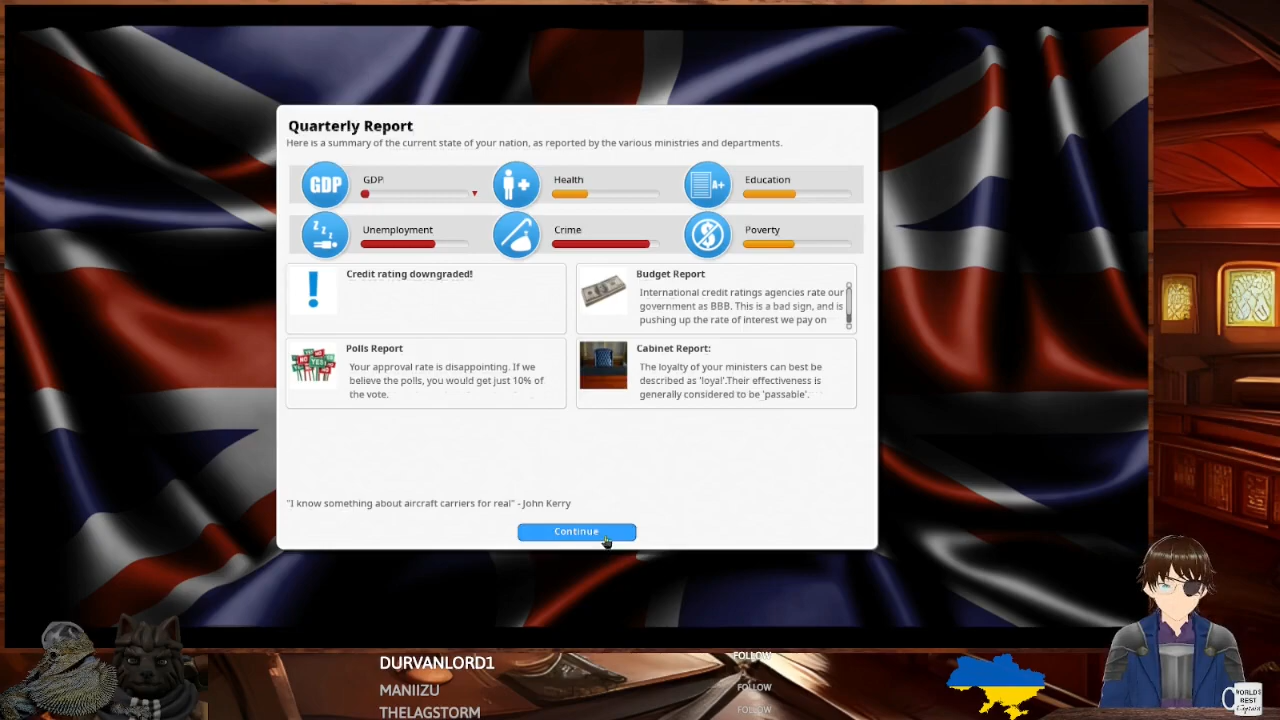 Quarterly Report
Here is a summary of the current state of your nation, as reported by the various ministries and departments.
GDP
GDP
Health
A+
Education
Z Z Z
Unemployment
Crime
$
Poverty
!
Credit rating downgraded!
Budget Report
International credit ratings agencies rate our
government as BBB. This is a bad sign, and is
pushing up the rate of interest we pay on
NO YES! NO
Polls Report
Your approval rate is disappointing. If we
believe the polls, you would get just 10% of
the vote.
Cabinet Report:
The loyalty of your ministers can best be
described as 'loyal'.Their effectiveness is
generally considered to be 'passable'.
"I know something about aircraft carriers for real" - John Kerry
Continue
DURVANLORD1
FOLLOW
MANIIZU
FOLLOW
THELAGSTORM
FOLLOW
WORLDS
BEST